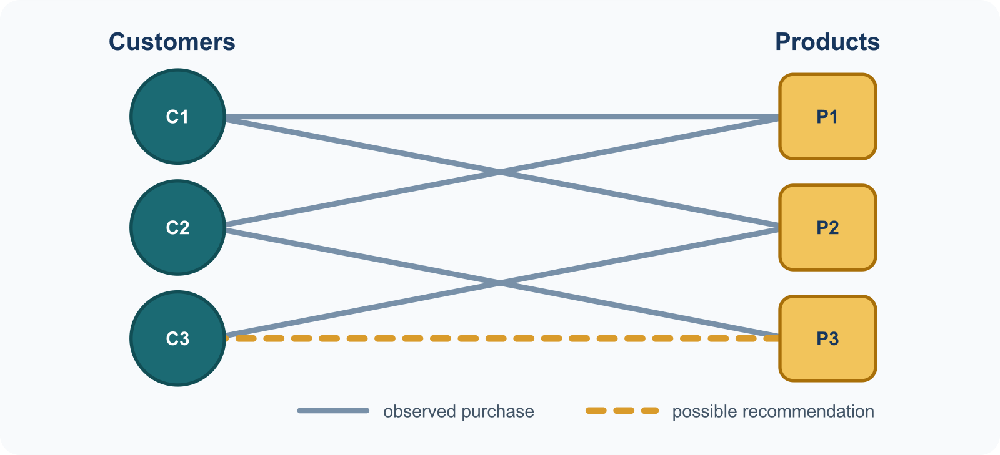 Customers
Products
C1
P1
C2
P2
C3
P3
observed purchase
possible recommendation